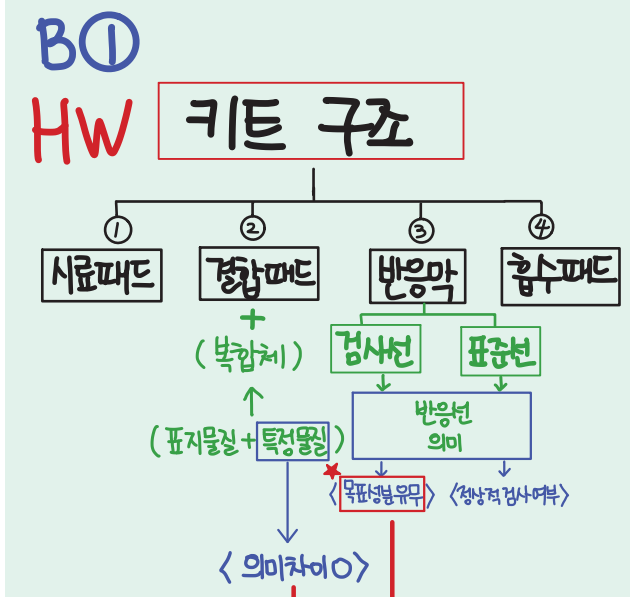 B①
HW 키트 구조
① ② ③ ④
시료패드 결합패드 반응막 흡수패드
+
(복합체) 검사선 표준선
(표지물질 + 특정물질) 반응선
의미
★
<목표성분유무> <정상적 검사여부>
<의미차이O>